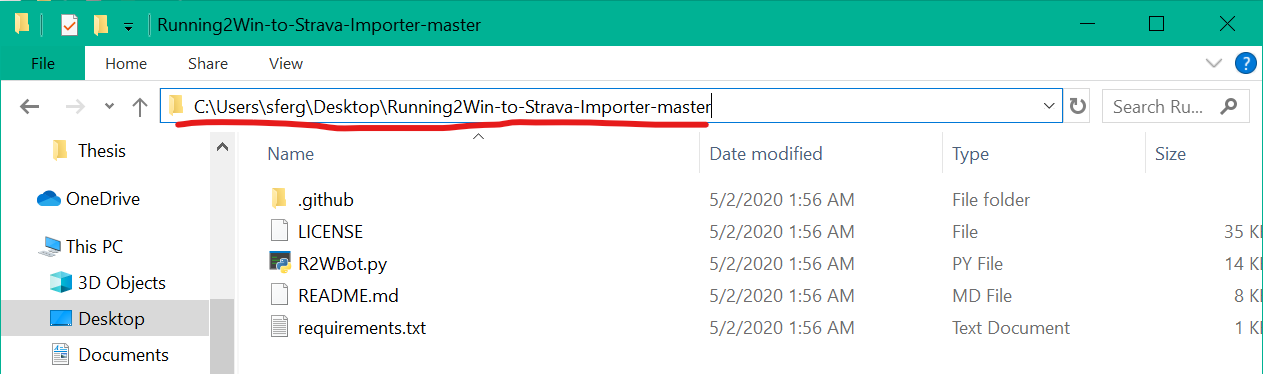 Running2Win-to-Strava-Importer-master
File Home Share View ?
C:\Users\sferg\Desktop\Running2Win-to-Strava-Importer-master Search Ru...
Thesis
OneDrive
This PC
3D Objects
Desktop
Documents
Name Date modified Type Size
.github 5/2/2020 1:56 AM File folder
LICENSE 5/2/2020 1:56 AM File 35 K
R2WBot.py 5/2/2020 1:56 AM PY File 14 K
README.md 5/2/2020 1:56 AM MD File 8 K
requirements.txt 5/2/2020 1:56 AM Text Document 1 K